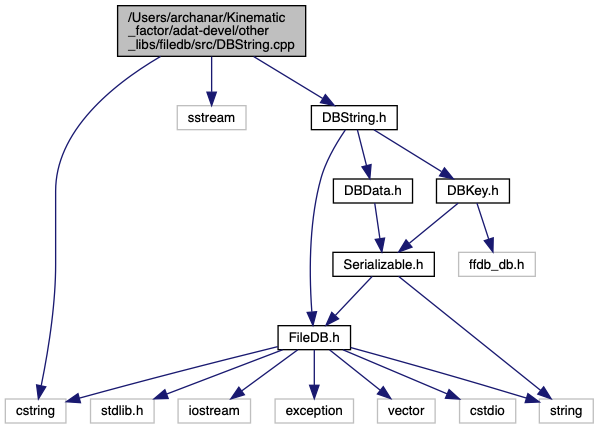 /Users/archanar/Kinematic
_factor/adat-devel/other
_libs/filedb/src/DBString.cpp
sstream
DBString.h
DBData.h
DBKey.h
Serializable.h
ffdb_db.h
FileDB.h
cstring
stdlib.h
iostream
exception
vector
cstdio
string